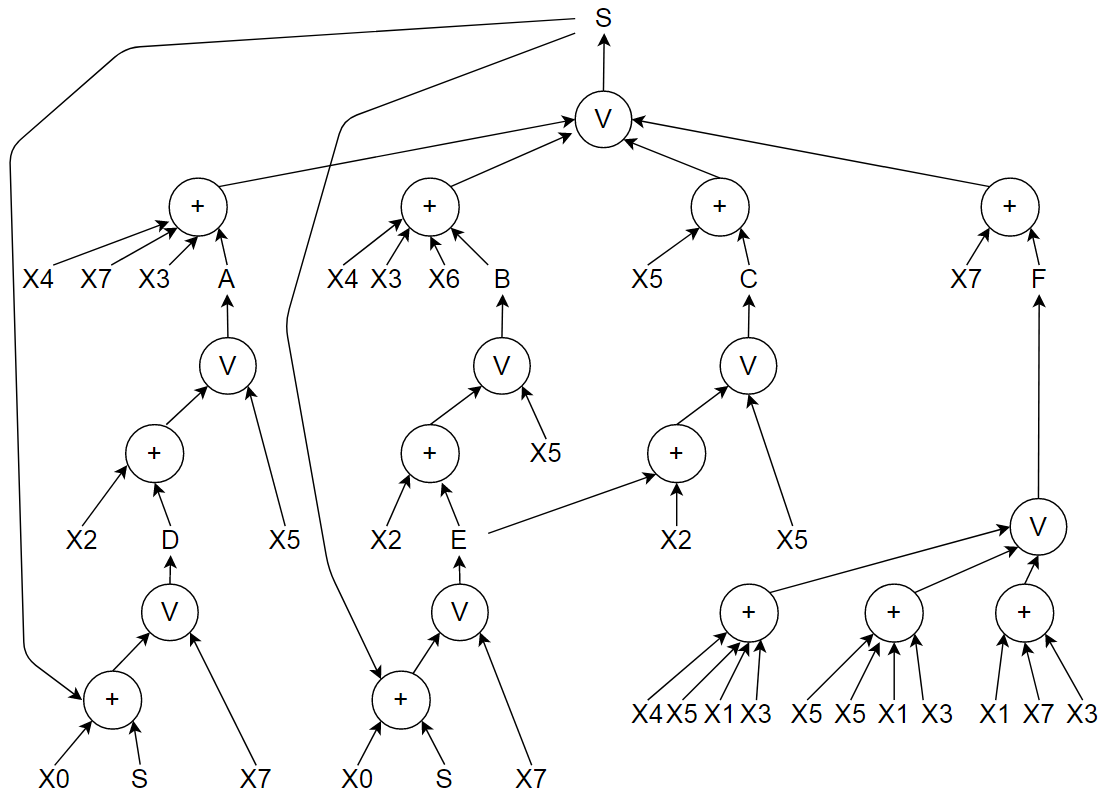 S
V
+ + + +
X4 X7 X3 A X4 X3 X6 B X5 C X7 F
V V V
+ + X5 +
X2 D X5 X2 E X2 X5
V
V V + + +
+ +
X4 X5 X1 X3 X5 X5 X1 X3 X1 X7 X3
X0 S X7 X0 S X7